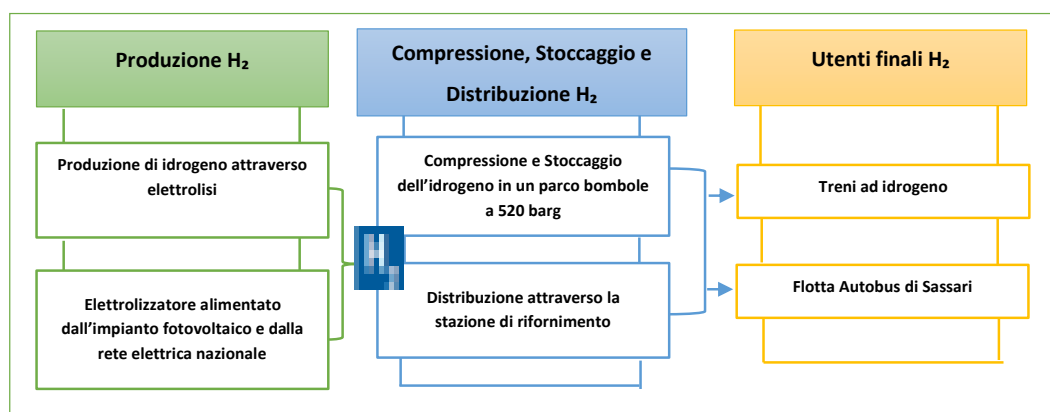 Produzione H₂
Produzione di idrogeno attraverso
elettrolisi
Elettrolizzatore alimentato
dall'impianto fotovoltaico e dalla
rete elettrica nazionale
H₂
Compressione, Stoccaggio e
Distribuzione H₂
Compressione e Stoccaggio
dell'idrogeno in un parco bombole
a 520 barg
Distribuzione attraverso la
stazione di rifornimento
Utenti finali H₂
Treni ad idrogeno
Flotta Autobus di Sassari